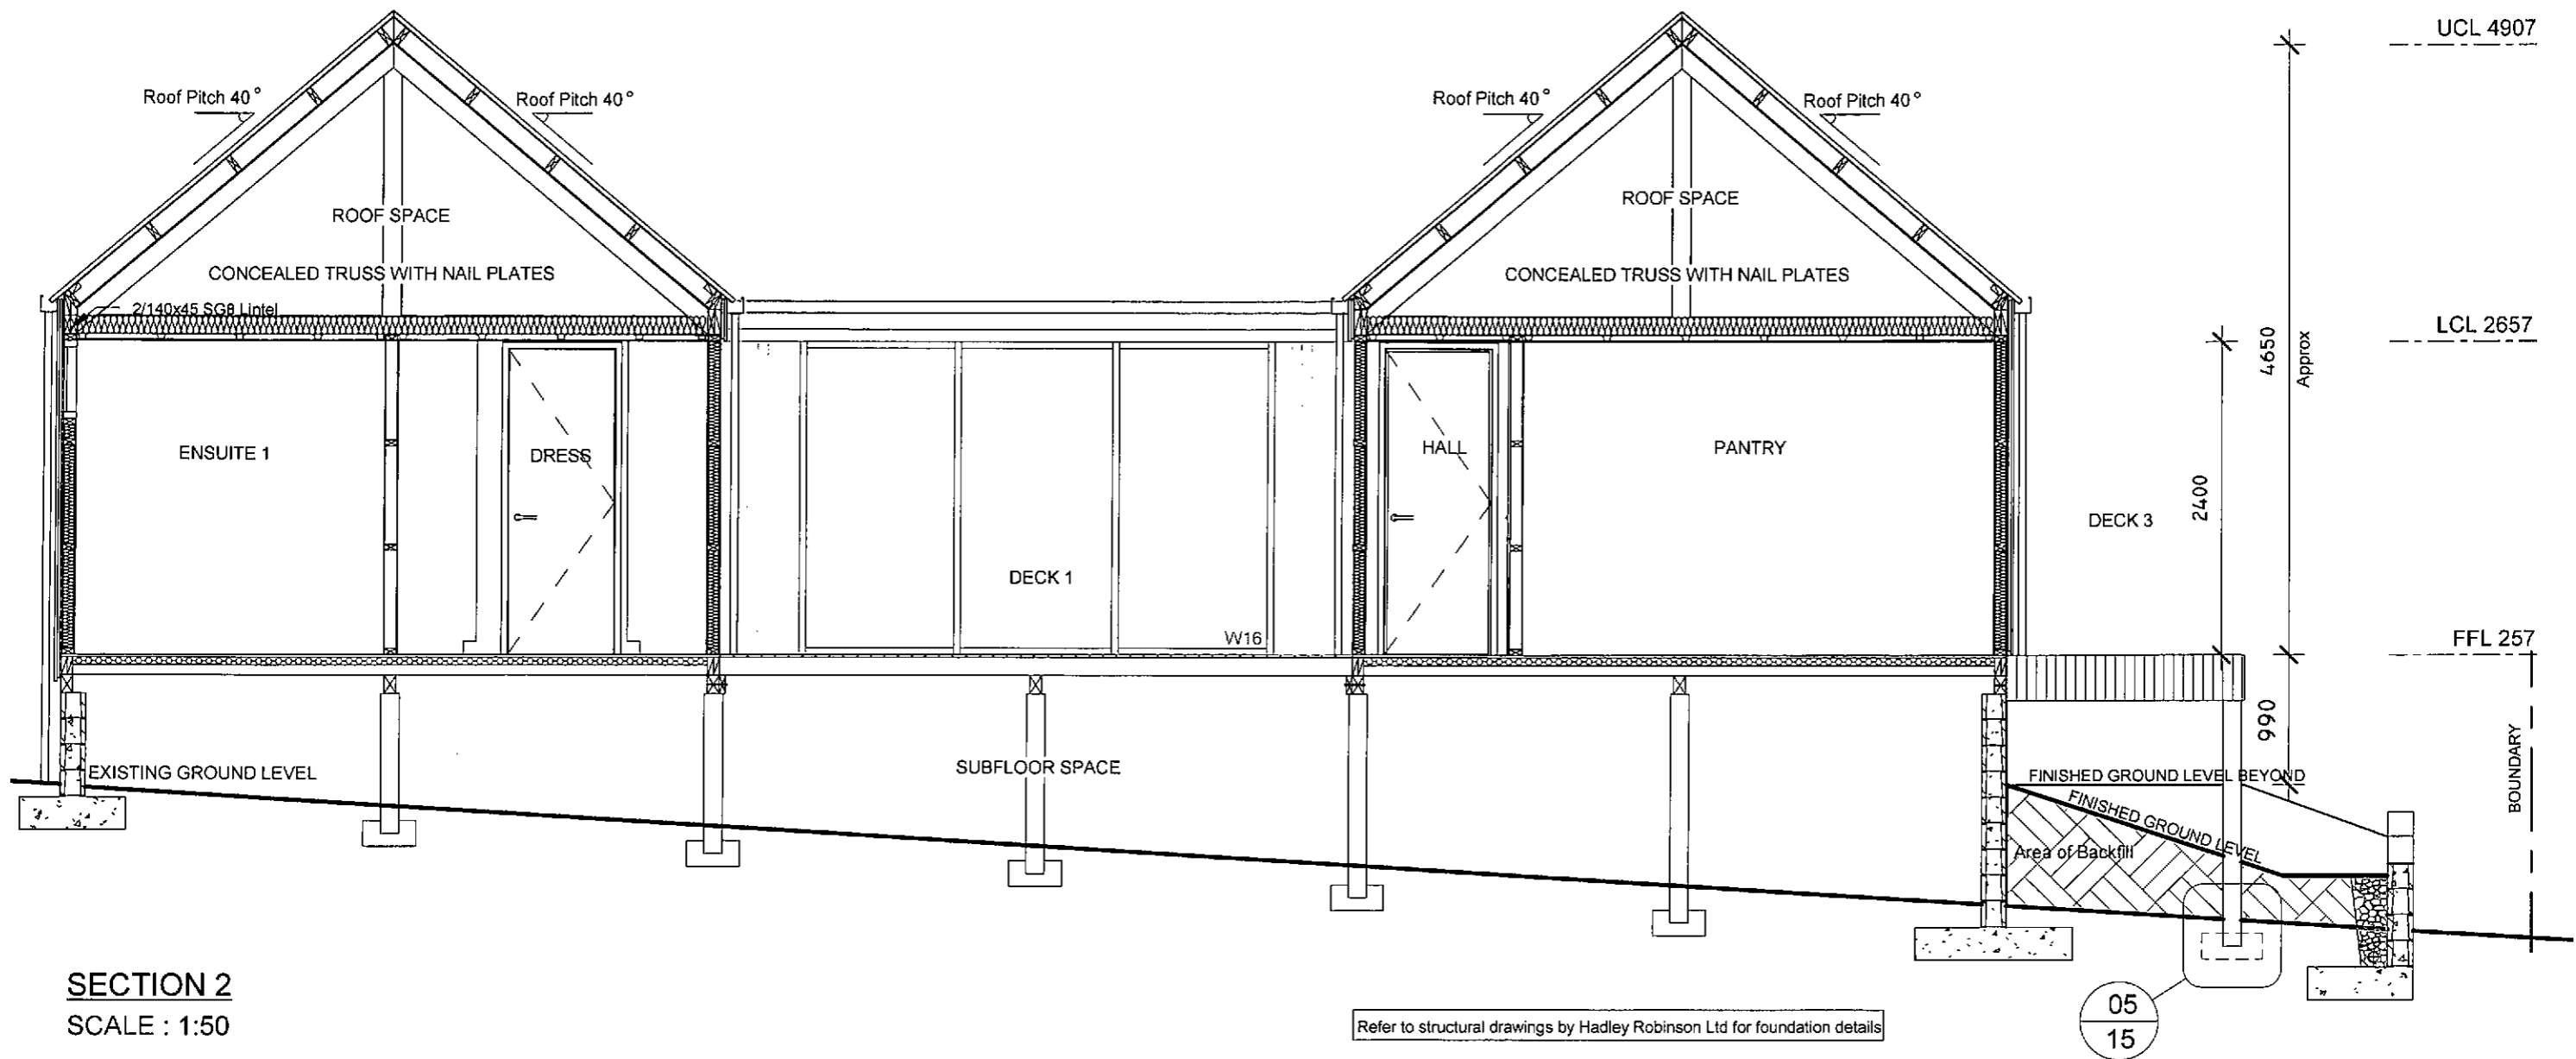 UCL 4907
Roof Pitch 40°
Roof Pitch 40°
Roof Pitch 40°
Roof Pitch 40°
ROOF SPACE
ROOF SPACE
CONCEALED TRUSS WITH NAIL PLATES
CONCEALED TRUSS WITH NAIL PLATES
2/140x45 SG8 Lintel
LCL 2657
4650
Approx
ENSUITE 1
DRESS
HALL
PANTRY
2400
DECK 3
DECK 1
W16
FFL 257
990
BOUNDARY
EXISTING GROUND LEVEL
SUBFLOOR SPACE
FINISHED GROUND LEVEL BEYOND
FINISHED GROUND LEVEL
Area of Backfill
SECTION 2
SCALE : 1:50
Refer to structural drawings by Hadley Robinson Ltd for foundation details
05
15